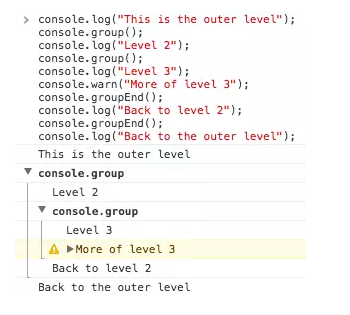 console.log("This is the outer level");
console.group();
console.log("Level 2");
console.group();
console.log("Level 3");
console.warn("More of level 3");
console.groupEnd();
console.log("Back to level 2");
console.groupEnd();
console.log("Back to the outer level");
This is the outer level
console.group
Level 2
console.group
Level 3
More of level 3
Back to level 2
Back to the outer level